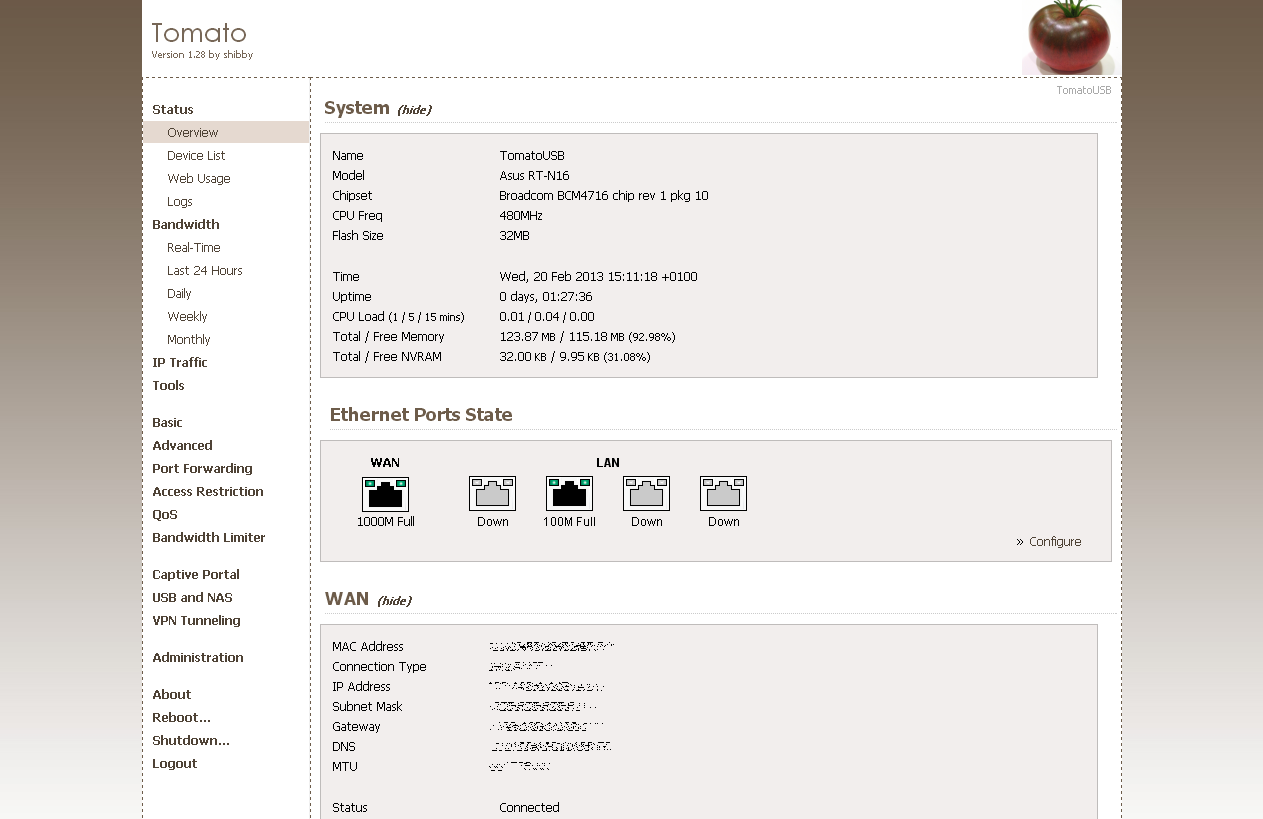 Tomato
Version 1.28 by shibby
TomatoUSB
Status
Overview
Device List
Web Usage
Logs
Bandwidth
Real-Time
Last 24 Hours
Daily
Weekly
Monthly
IP Traffic
Tools
Basic
Advanced
Port Forwarding
Access Restriction
QoS
Bandwidth Limiter
Captive Portal
USB and NAS
VPN Tunneling
Administration
About
Reboot...
Shutdown...
Logout
System (hide)
Name TomatoUSB
Model Asus RT-N16
Chipset Broadcom BCM4716 chip rev 1 pkg 10
CPU Freq 480MHz
Flash Size 32MB
Time Wed, 20 Feb 2013 15:11:18 +0100
Uptime 0 days, 01:27:36
CPU Load (1 / 5 / 15 mins) 0.01 / 0.04 / 0.00
Total / Free Memory 123.87 MB / 115.18 MB (92.98%)
Total / Free NVRAM 32.00 KB / 9.95 KB (31.08%)
Ethernet Ports State
WAN LAN
1000M Full Down 100M Full Down Down
» Configure
WAN (hide)
MAC Address
Connection Type
IP Address
Subnet Mask
Gateway
DNS
MTU
Status Connected